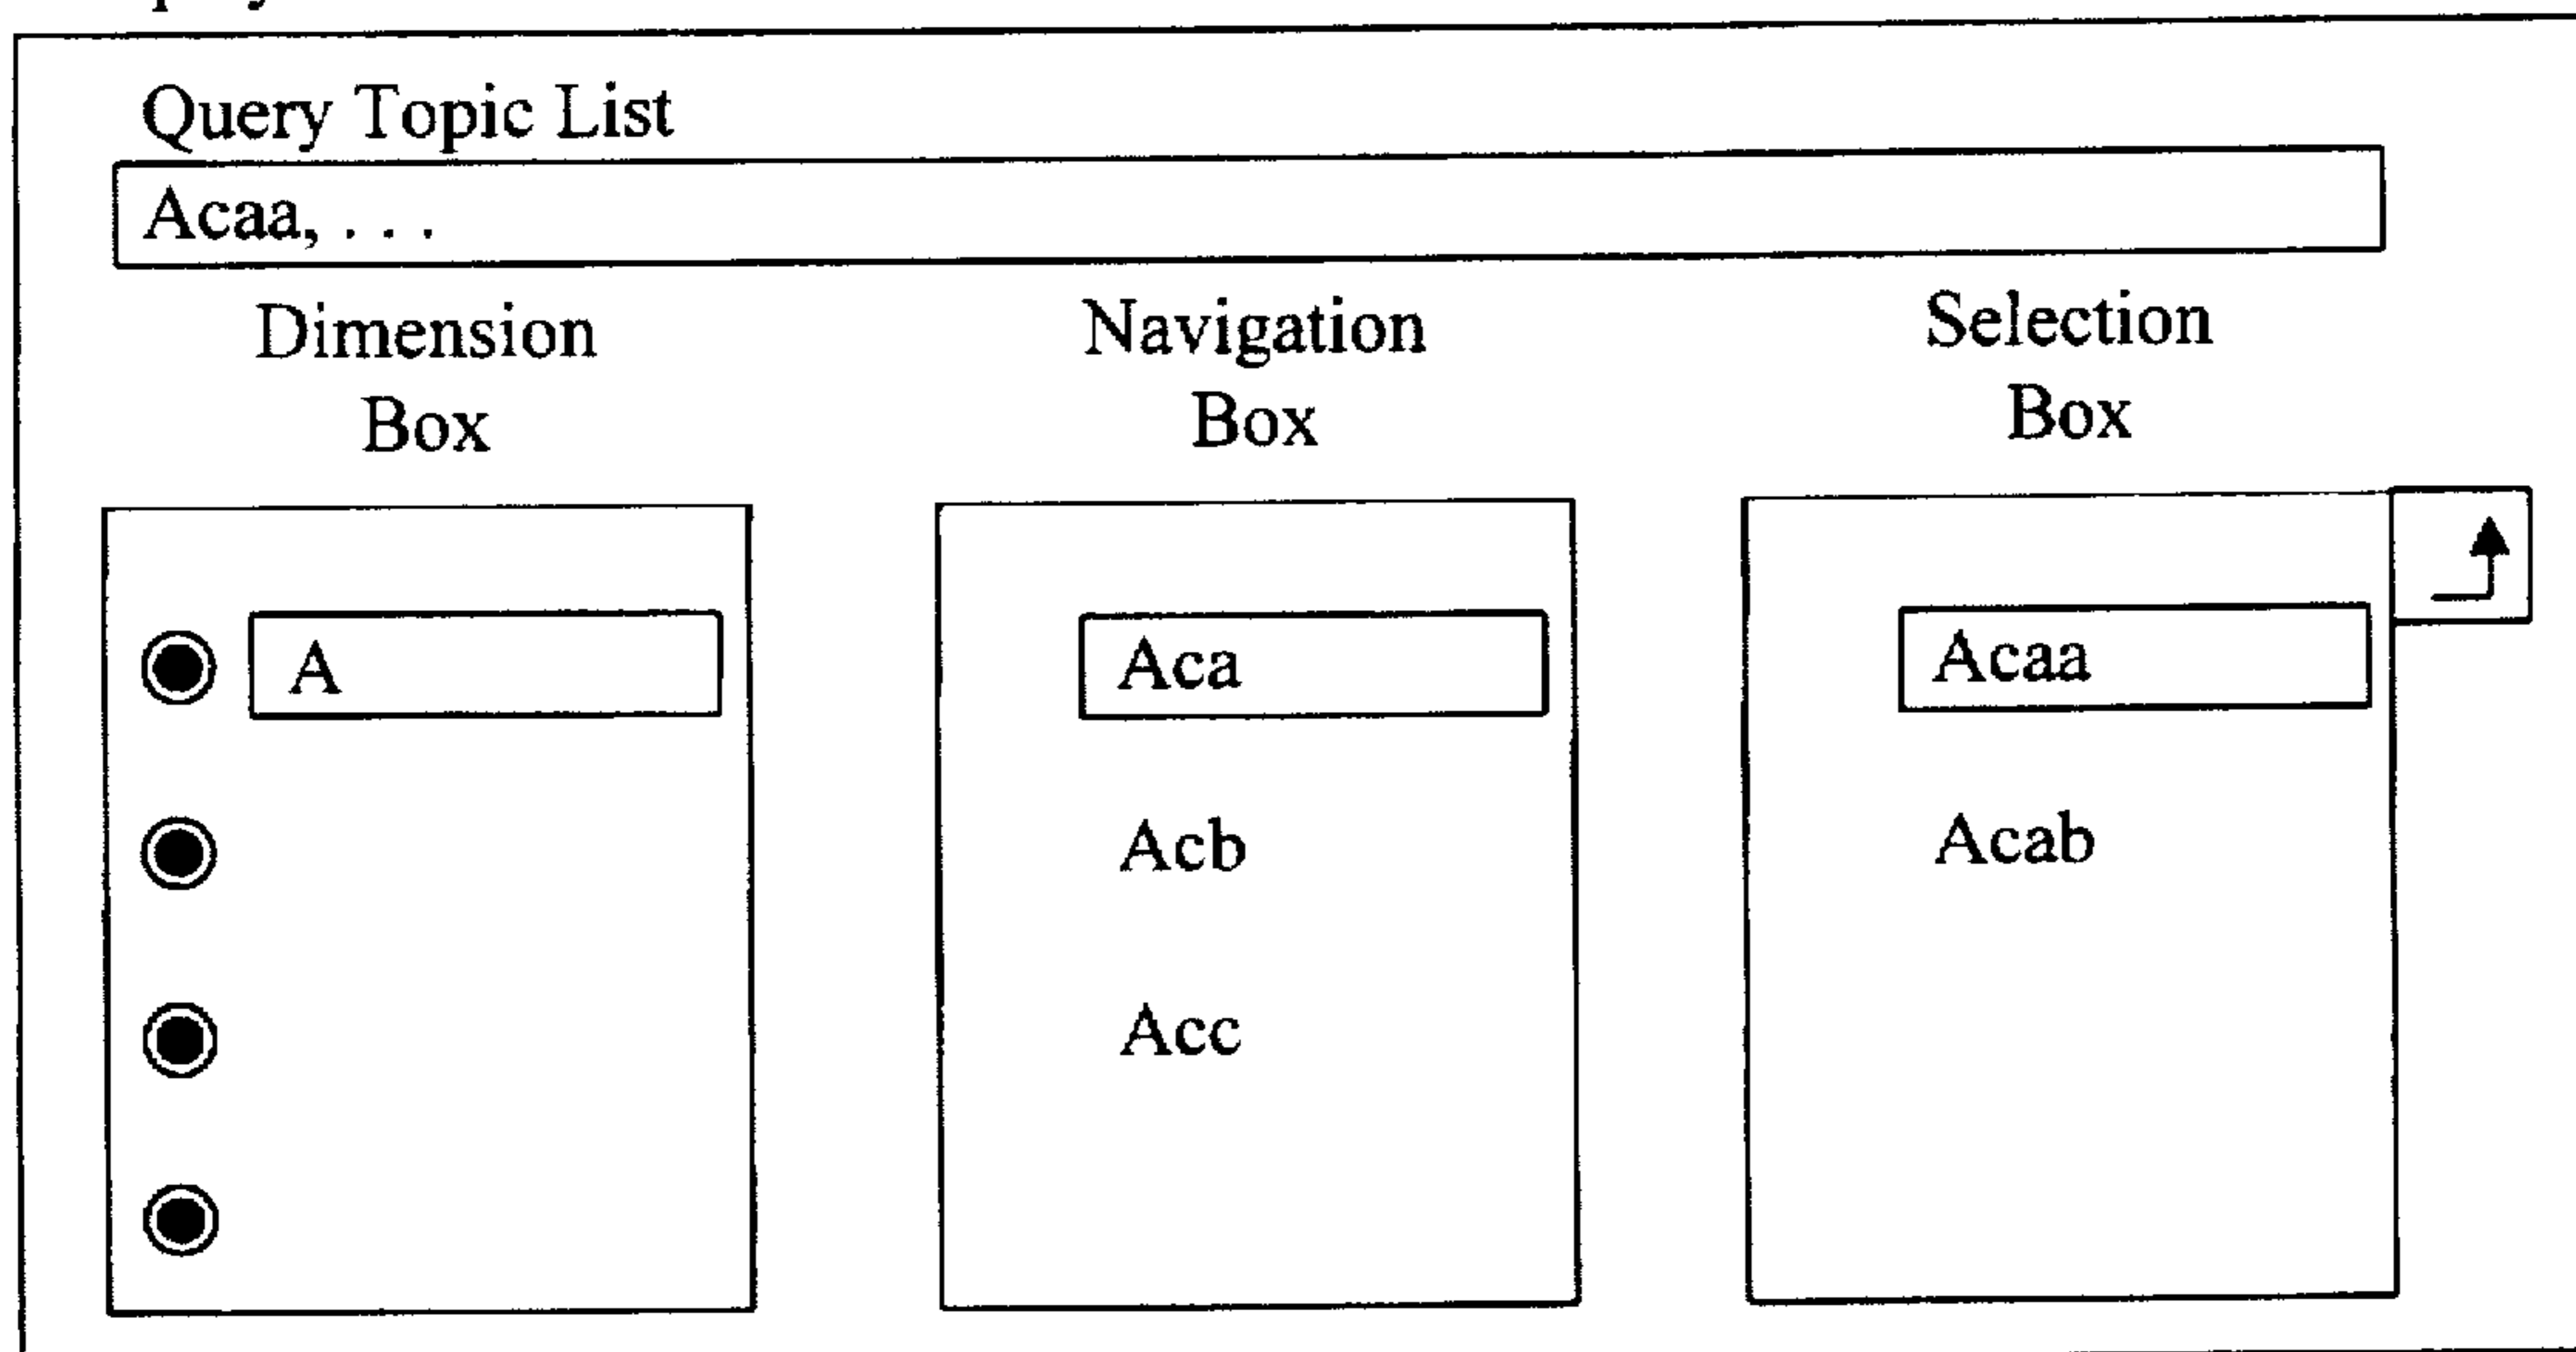 Query Topic List
Acaa, . . .
Dimension Box
Navigation Box
Selection Box
A
Aca
Acaa
Acb
Acab
Acc